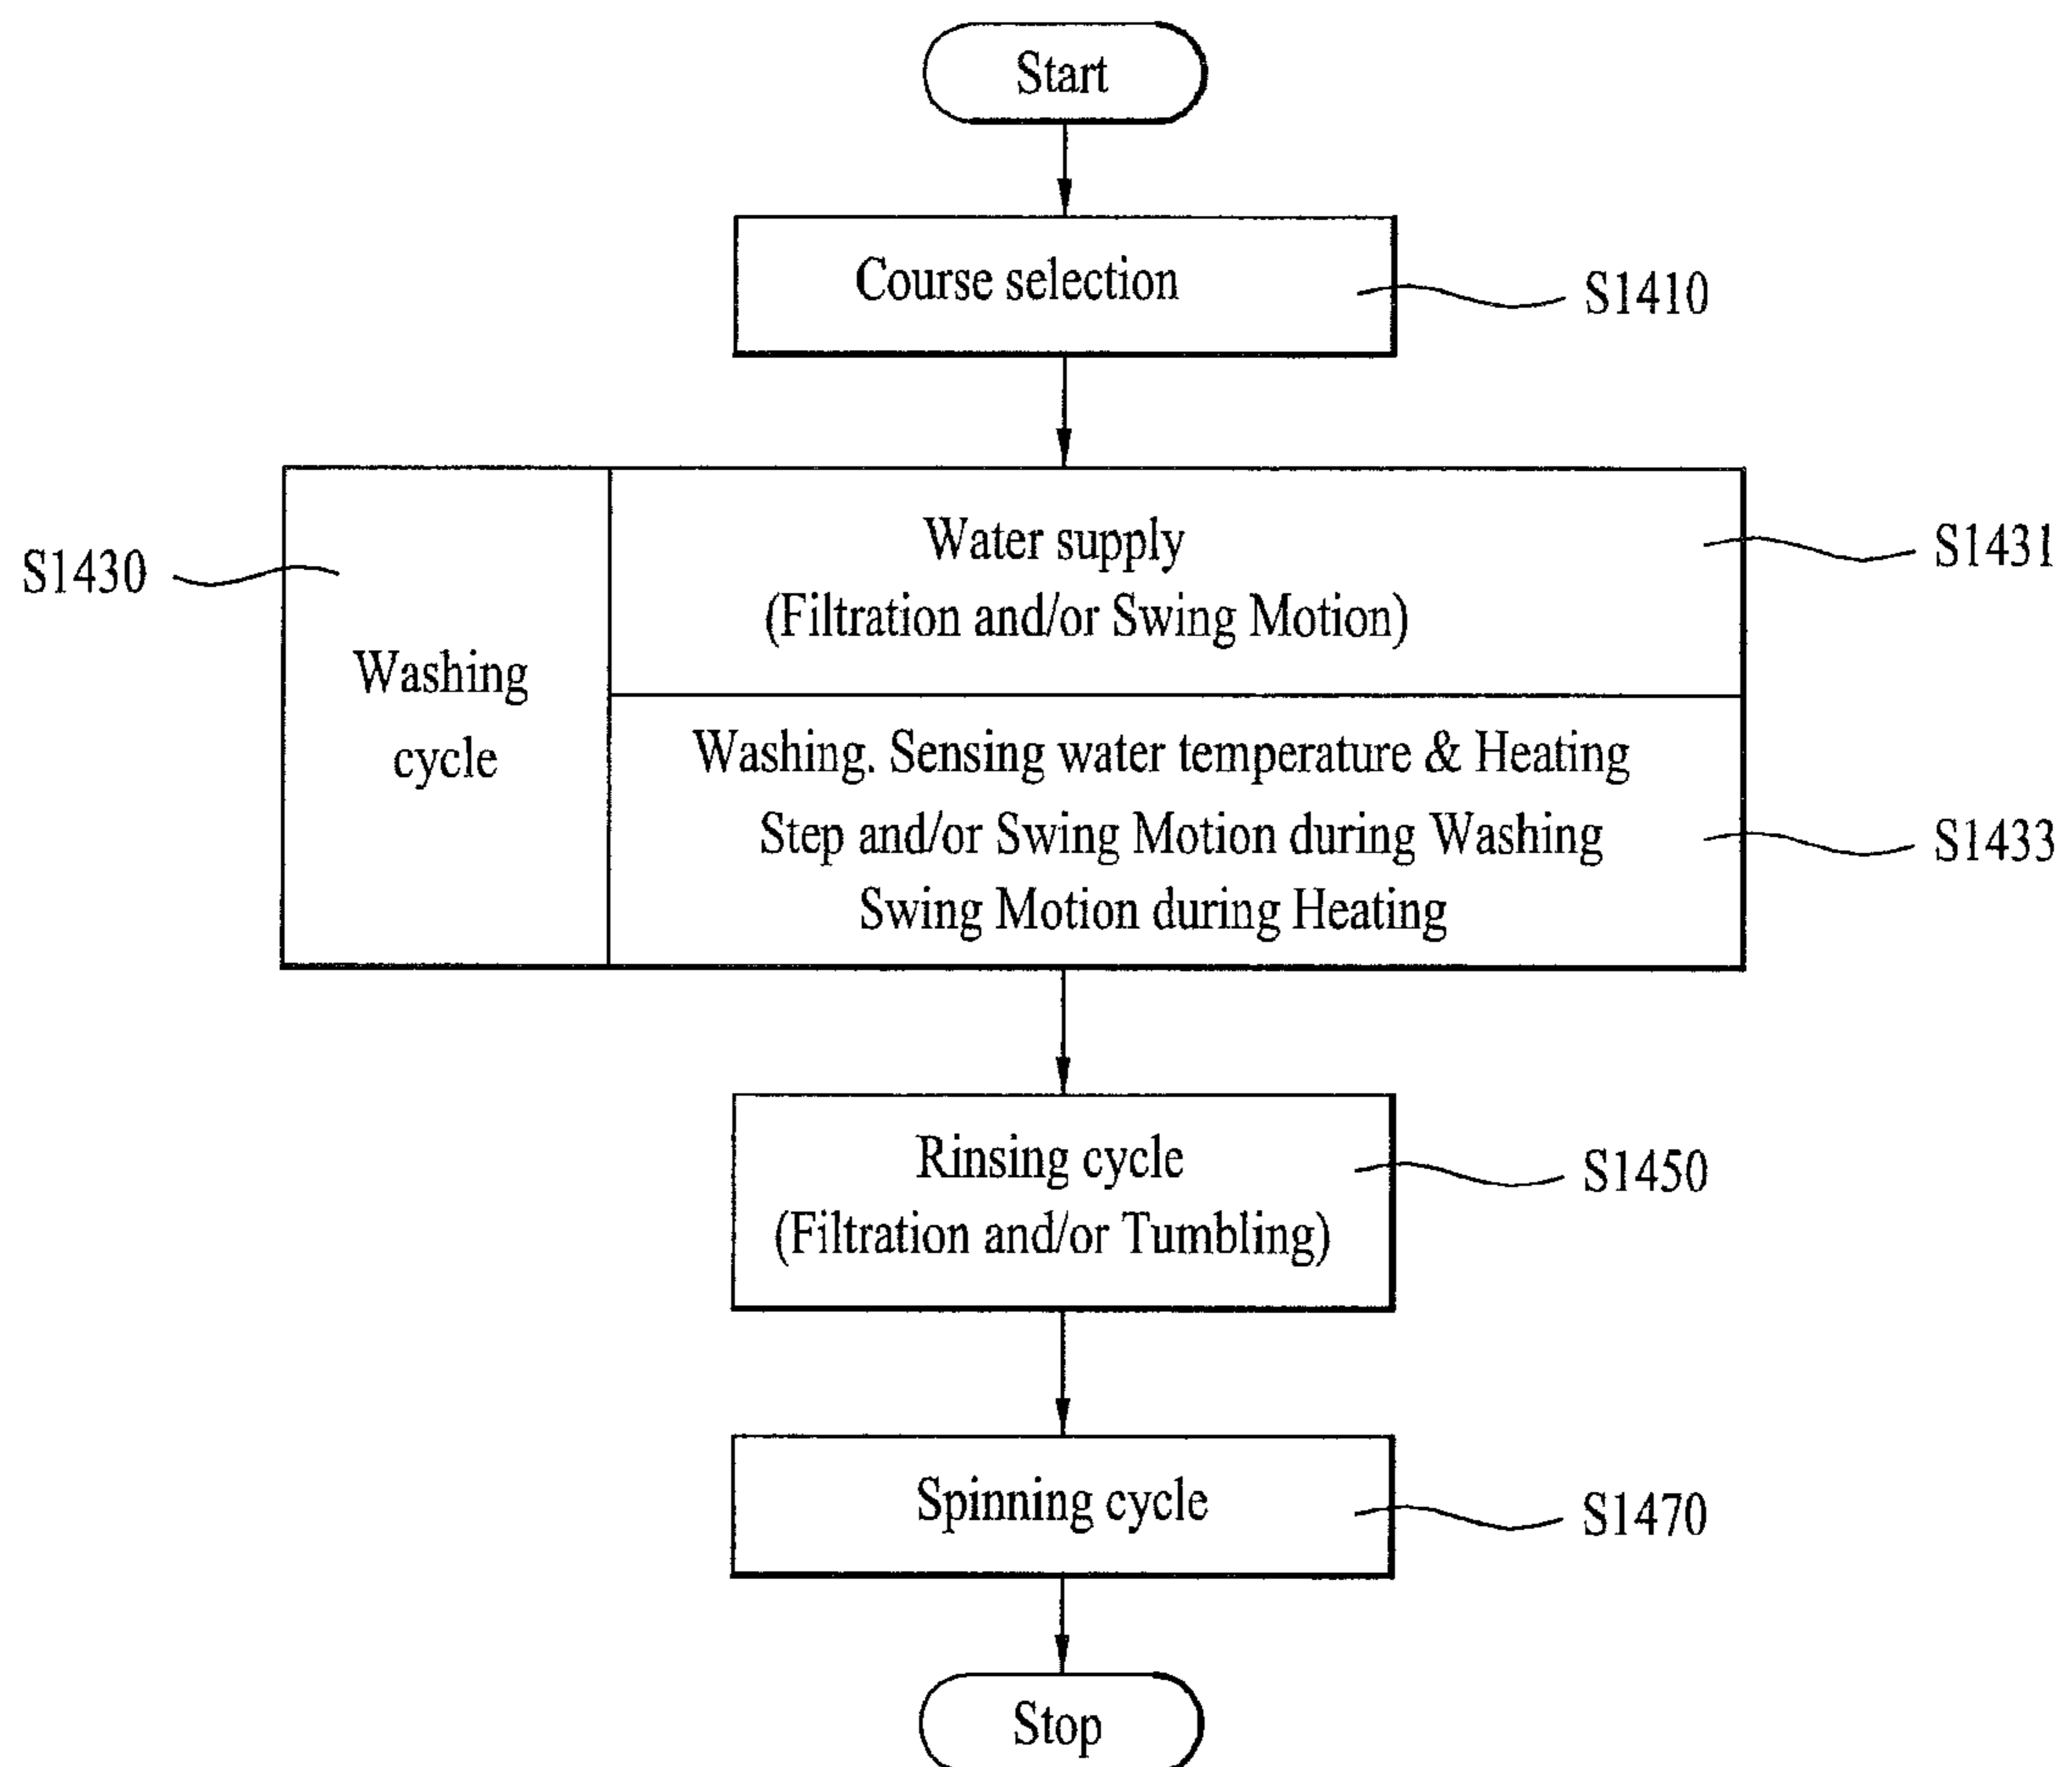 Start
Course selection
S1410
S1430
Washing
cycle
Water supply
(Filtration and/or Swing Motion)
S1431
Washing. Sensing water temperature & Heating
Step and/or Swing Motion during Washing
Swing Motion during Heating
S1433
Rinsing cycle
(Filtration and/or Tumbling)
S1450
Spinning cycle
S1470
Stop